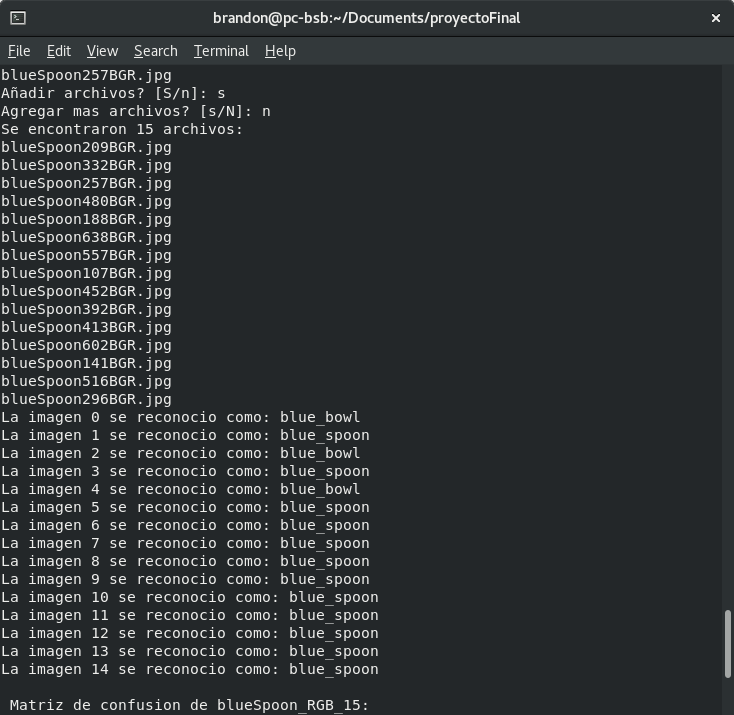 brandon@pc-bsb:~/Documents/proyectoFinal
File Edit View Search Terminal Help
blueSpoon257BGR.jpg
Añadir archivos? [S/n]: s
Agregar mas archivos? [s/N]: n
Se encontraron 15 archivos:
blueSpoon209BGR.jpg
blueSpoon332BGR.jpg
blueSpoon257BGR.jpg
blueSpoon480BGR.jpg
blueSpoon188BGR.jpg
blueSpoon638BGR.jpg
blueSpoon557BGR.jpg
blueSpoon107BGR.jpg
blueSpoon452BGR.jpg
blueSpoon392BGR.jpg
blueSpoon413BGR.jpg
blueSpoon602BGR.jpg
blueSpoon141BGR.jpg
blueSpoon516BGR.jpg
blueSpoon296BGR.jpg
La imagen 0 se reconocio como: blue_bowl
La imagen 1 se reconocio como: blue_spoon
La imagen 2 se reconocio como: blue_bowl
La imagen 3 se reconocio como: blue_spoon
La imagen 4 se reconocio como: blue_bowl
La imagen 5 se reconocio como: blue_spoon
La imagen 6 se reconocio como: blue_spoon
La imagen 7 se reconocio como: blue_spoon
La imagen 8 se reconocio como: blue_spoon
La imagen 9 se reconocio como: blue_spoon
La imagen 10 se reconocio como: blue_spoon
La imagen 11 se reconocio como: blue_spoon
La imagen 12 se reconocio como: blue_spoon
La imagen 13 se reconocio como: blue_spoon
La imagen 14 se reconocio como: blue_spoon
Matriz de confusion de blueSpoon_RGB_15: